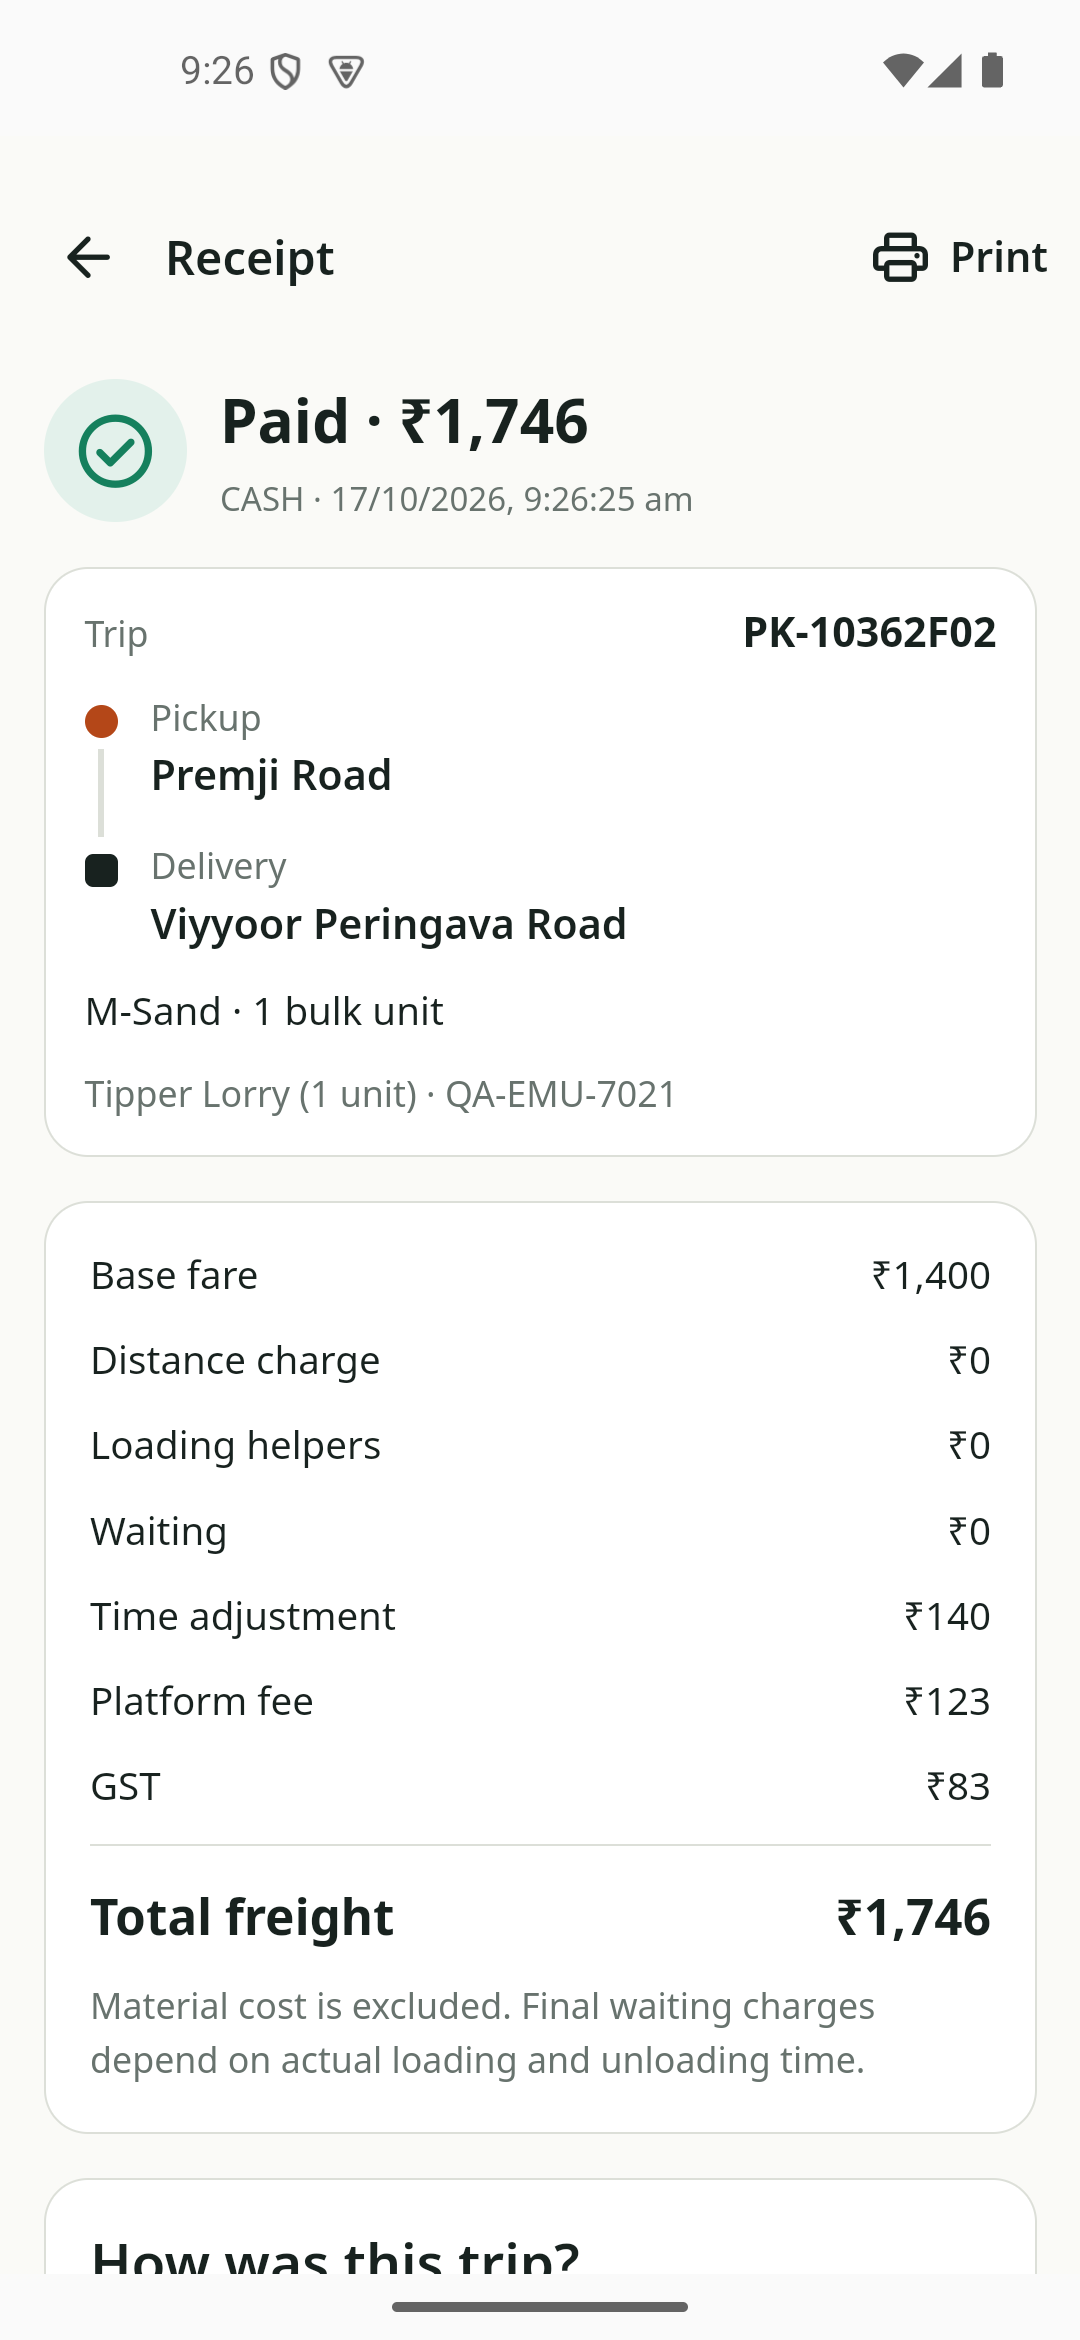 9:26
Receipt
Print
Paid · ₹1,746
CASH · 17/10/2026, 9:26:25 am
Trip
PK-10362F02
Pickup
Premji Road
Delivery
Viyyoor Peringava Road
M-Sand · 1 bulk unit
Tipper Lorry (1 unit) · QA-EMU-7021
Base fare ₹1,400
Distance charge ₹0
Loading helpers ₹0
Waiting ₹0
Time adjustment ₹140
Platform fee ₹123
GST ₹83
Total freight ₹1,746
Material cost is excluded. Final waiting charges
depend on actual loading and unloading time.
How was this trip?